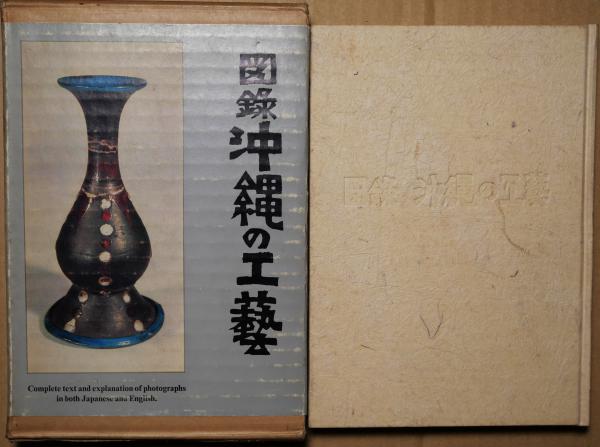 図録沖縄の工藝
Complete text and explanation of photographs
in both Japanese and English.
図録 沖縄の工藝